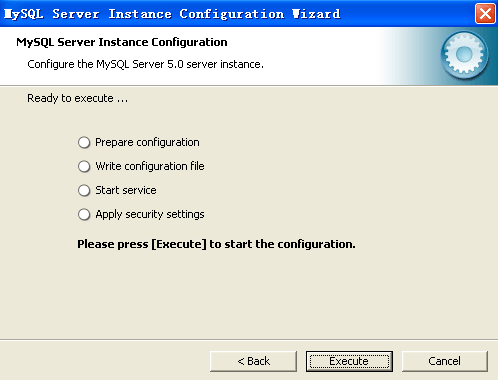 MySQL Server Instance Configuration Wizard
MySQL Server Instance Configuration
Configure the MySQL Server 5.0 server instance.
Ready to execute ...
Prepare configuration
Write configuration file
Start service
Apply security settings
Please press [Execute] to start the configuration.
< Back
Execute
Cancel